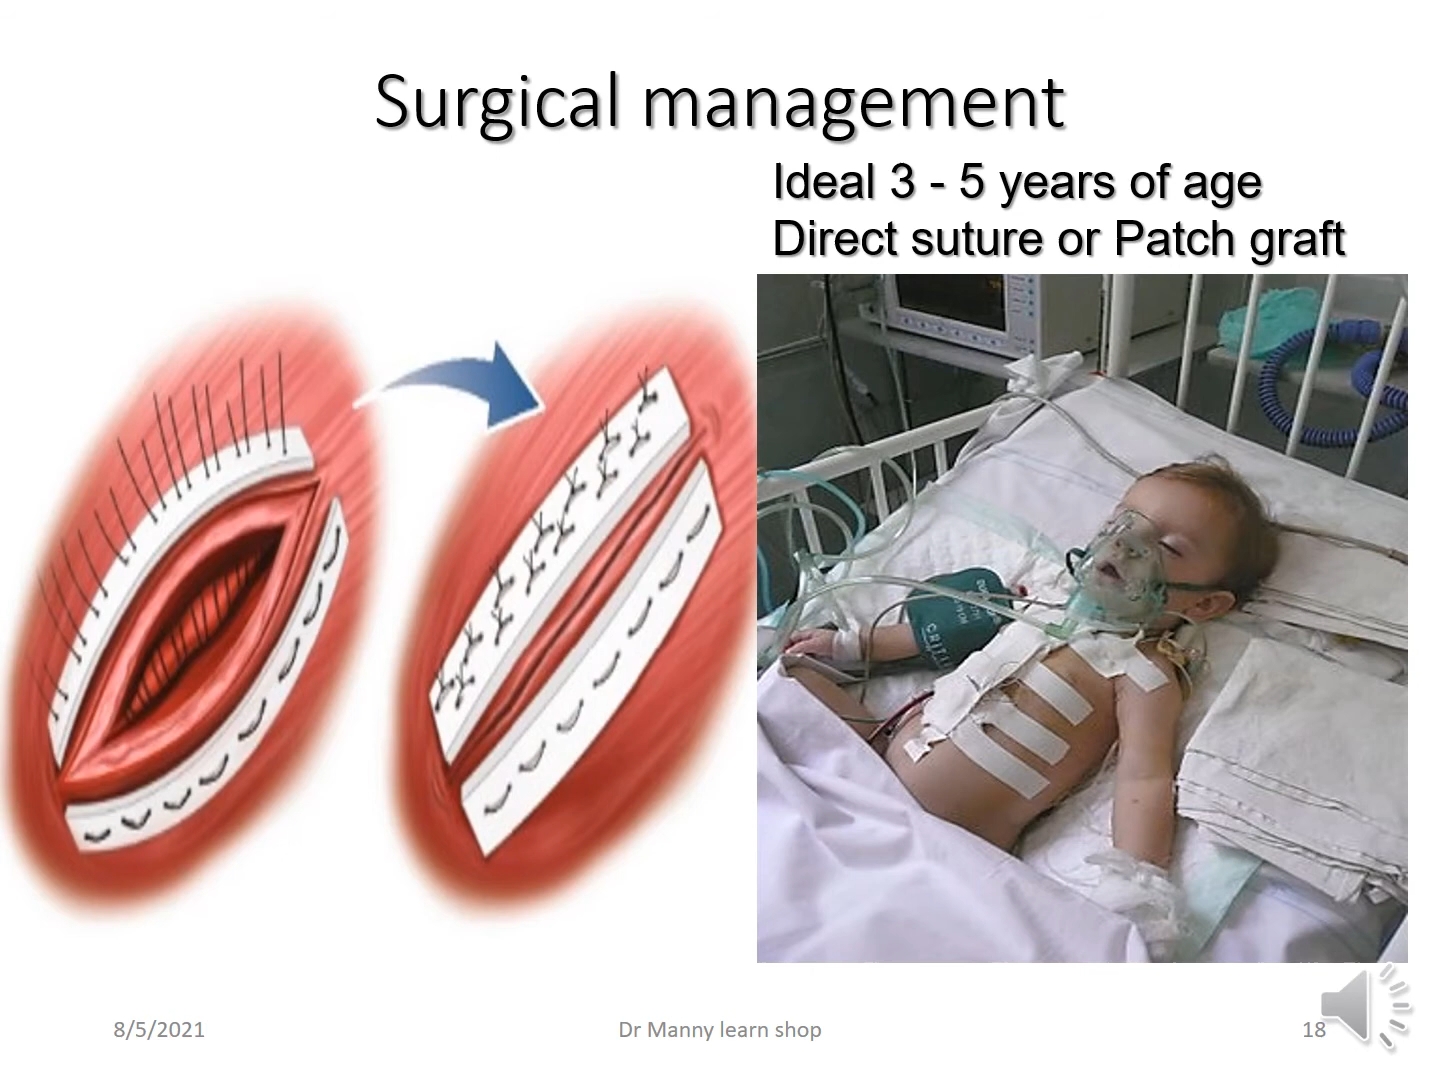 Surgical management
Ideal 3 - 5 years of age
Direct suture or Patch graft
8/5/2021
Dr Manny learn shop
18